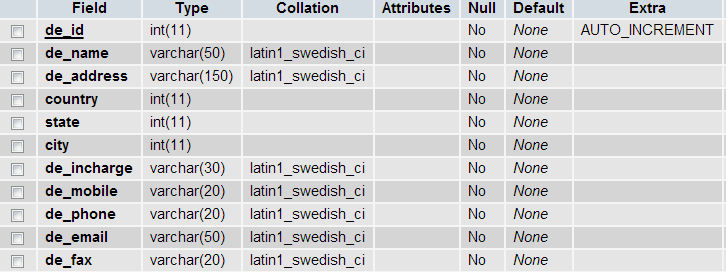 Field Type Collation Attributes Null Default Extra
de_id int(11) No None AUTO_INCREMENT
de_name varchar(50) latin1_swedish_ci No None
de_address varchar(150) latin1_swedish_ci No None
country int(11) No None
state int(11) No None
city int(11) No None
de_incharge varchar(30) latin1_swedish_ci No None
de_mobile varchar(20) latin1_swedish_ci No None
de_phone varchar(20) latin1_swedish_ci No None
de_email varchar(50) latin1_swedish_ci No None
de_fax varchar(20) latin1_swedish_ci No None